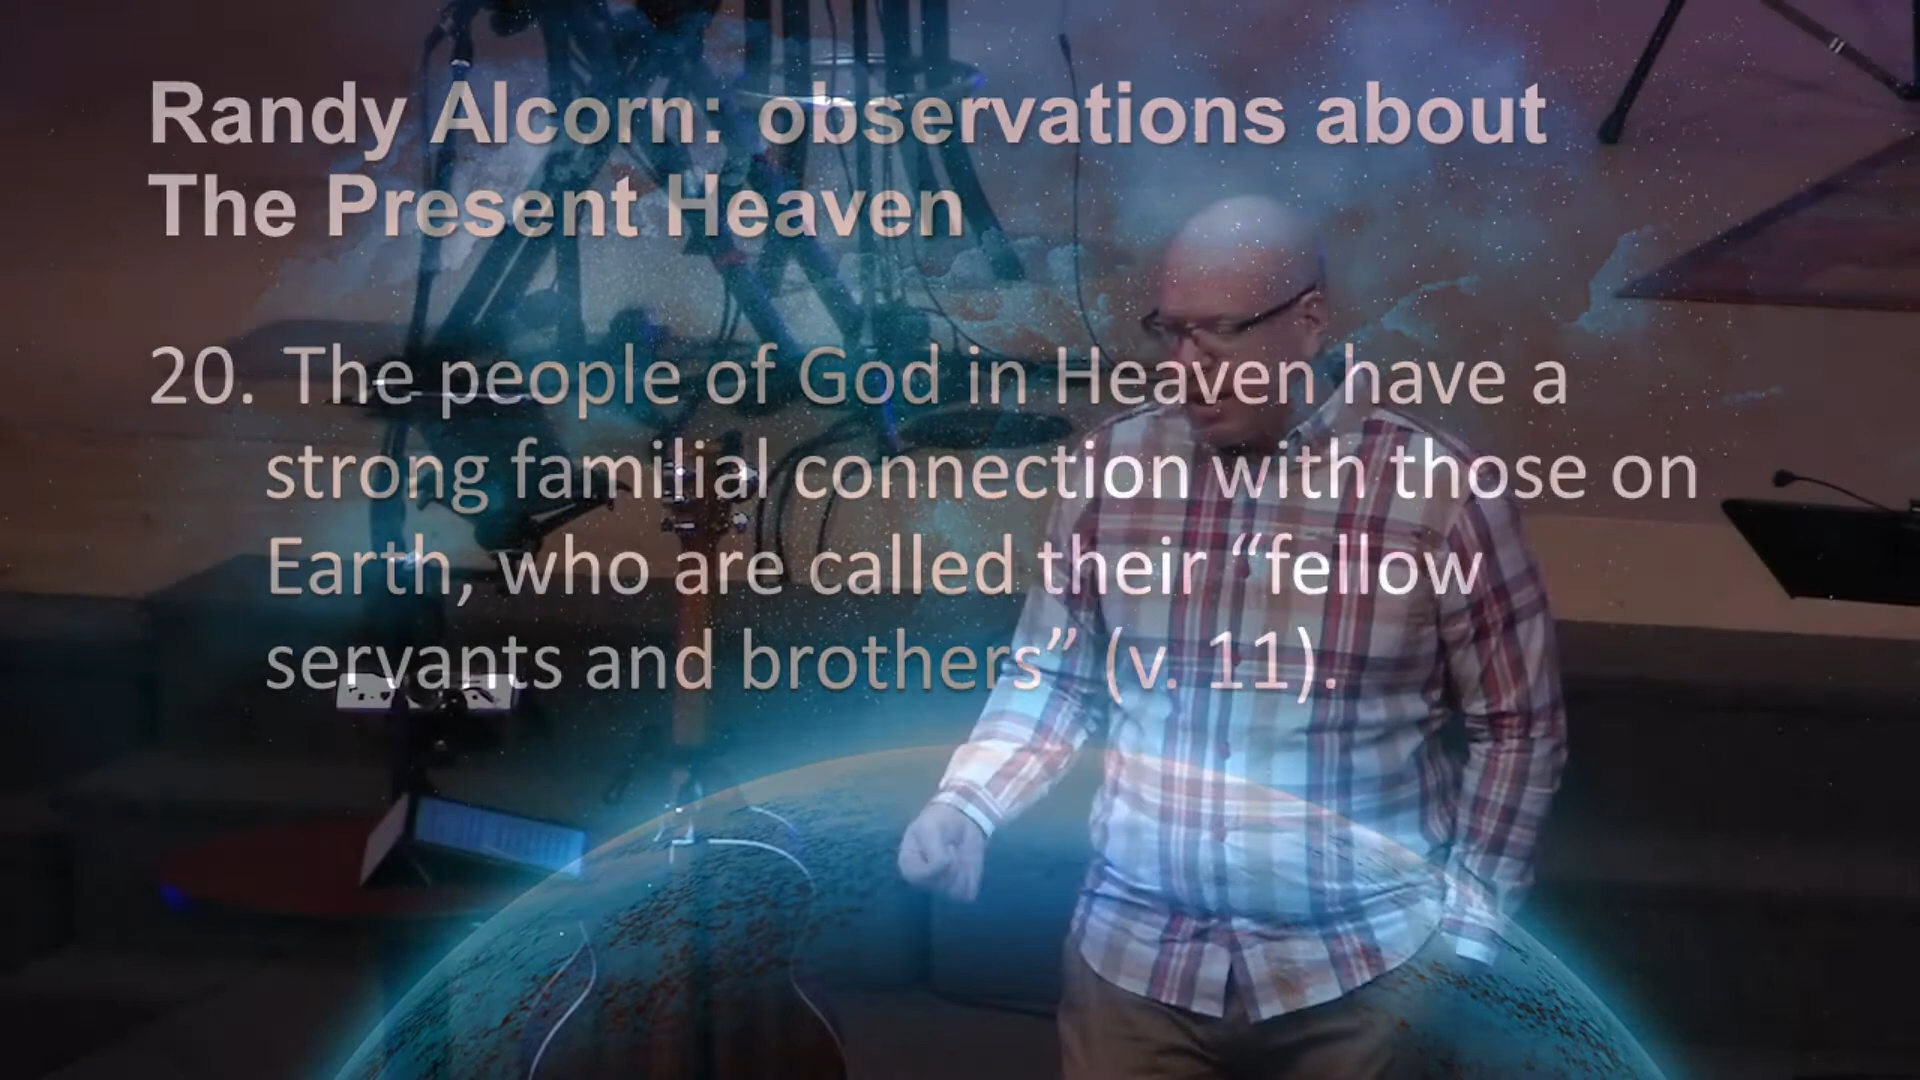 Randy Alcorn: observations about
The Present Heaven
20. The people of God in Heaven have a
strong familial connection with those on
Earth, who are called their “fellow
servants and brothers” (v. 11).